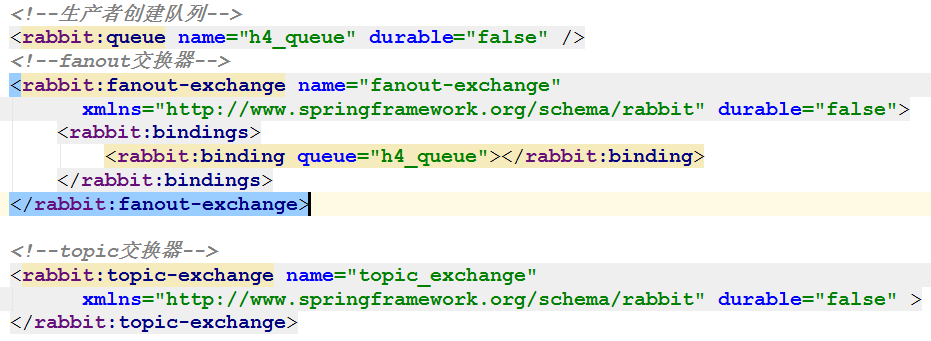 <!--生产者创建队列-->
<rabbit:queue name="h4_queue" durable="false" />
<!--fanout交换器-->
<rabbit:fanout-exchange name="fanout-exchange"
xmlns="http://www.springframework.org/schema/rabbit" durable="false">
<rabbit:bindings>
<rabbit:binding queue="h4_queue"></rabbit:binding>
</rabbit:bindings>
</rabbit:fanout-exchange>
<!--topic交换器-->
<rabbit:topic-exchange name="topic_exchange"
xmlns="http://www.springframework.org/schema/rabbit" durable="false" >
</rabbit:topic-exchange>